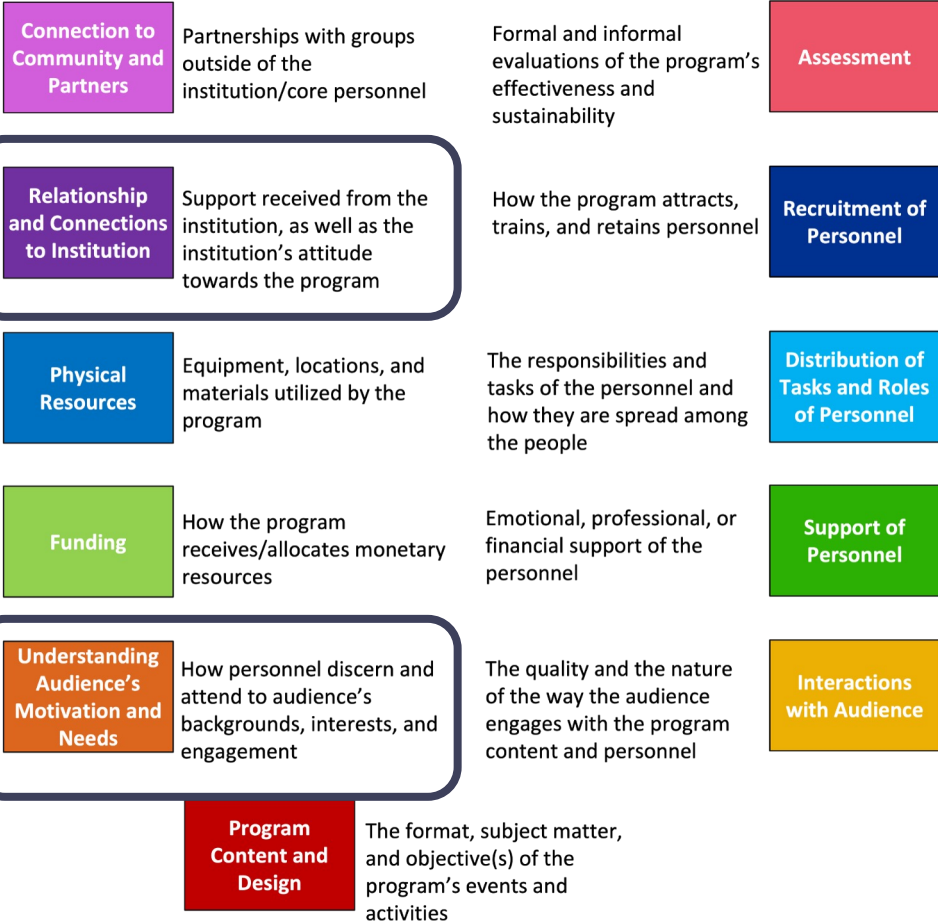 Connection to
Community and
Partners
Partnerships with groups
outside of the
institution/core personnel
Formal and informal
evaluations of the program’s
effectiveness and
sustainability
Assessment
Relationship
and Connections
to Institution
Support received from the
institution, as well as the
institution’s attitude
towards the program
How the program attracts,
trains, and retains personnel
Recruitment of
Personnel
Physical
Resources
Equipment, locations, and
materials utilized by the
program
The responsibilities and
tasks of the personnel and
how they are spread among
the people
Distribution of
Tasks and Roles
of Personnel
Funding
How the program
receives/allocates monetary
resources
Emotional, professional, or
financial support of the
personnel
Support of
Personnel
Understanding
Audience’s
Motivation and
Needs
How personnel discern and
attend to audience’s
backgrounds, interests, and
engagement
The quality and the nature
of the way the audience
engages with the program
content and personnel
Interactions
with Audience
Program
Content and
Design
The format, subject matter,
and objective(s) of the
program’s events and
activities